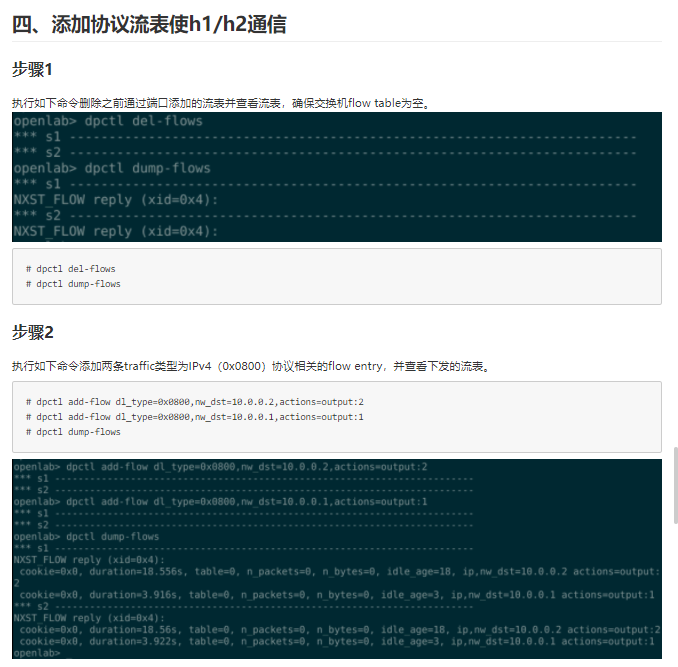 四、添加协议流表使h1/h2通信
步骤1
执行如下命令删除之前通过端口添加的流表并查看流表，确保交换机flow table为空。
openlab> dpctl del-flows
*** s1 ------------------------------------------------------------------------
*** s2 ------------------------------------------------------------------------
openlab> dpctl dump-flows
*** s1 ------------------------------------------------------------------------
NXST_FLOW reply (xid=0x4):
*** s2 ------------------------------------------------------------------------
NXST_FLOW reply (xid=0x4):
# dpctl del-flows
# dpctl dump-flows
步骤2
执行如下命令添加两条traffic类型为IPv4（0x0800）协议相关的flow entry，并查看下发的流表。
# dpctl add-flow dl_type=0x0800,nw_dst=10.0.0.2,actions=output:2
# dpctl add-flow dl_type=0x0800,nw_dst=10.0.0.1,actions=output:1
# dpctl dump-flows
openlab> dpctl add-flow dl_type=0x0800,nw_dst=10.0.0.2,actions=output:2
*** s1 ------------------------------------------------------------------------
*** s2 ------------------------------------------------------------------------
openlab> dpctl add-flow dl_type=0x0800,nw_dst=10.0.0.1,actions=output:1
*** s1 ------------------------------------------------------------------------
*** s2 ------------------------------------------------------------------------
openlab> dpctl dump-flows
*** s1 ------------------------------------------------------------------------
NXST_FLOW reply (xid=0x4):
cookie=0x0, duration=18.556s, table=0, n_packets=0, n_bytes=0, idle_age=18, ip,nw_dst=10.0.0.2 actions=output:
2
cookie=0x0, duration=3.916s, table=0, n_packets=0, n_bytes=0, idle_age=3, ip,nw_dst=10.0.0.1 actions=output:1
*** s2 ------------------------------------------------------------------------
NXST_FLOW reply (xid=0x4):
cookie=0x0, duration=18.56s, table=0, n_packets=0, n_bytes=0, idle_age=18, ip,nw_dst=10.0.0.2 actions=output:2
cookie=0x0, duration=3.922s, table=0, n_packets=0, n_bytes=0, idle_age=3, ip,nw_dst=10.0.0.1 actions=output:1
openlab>